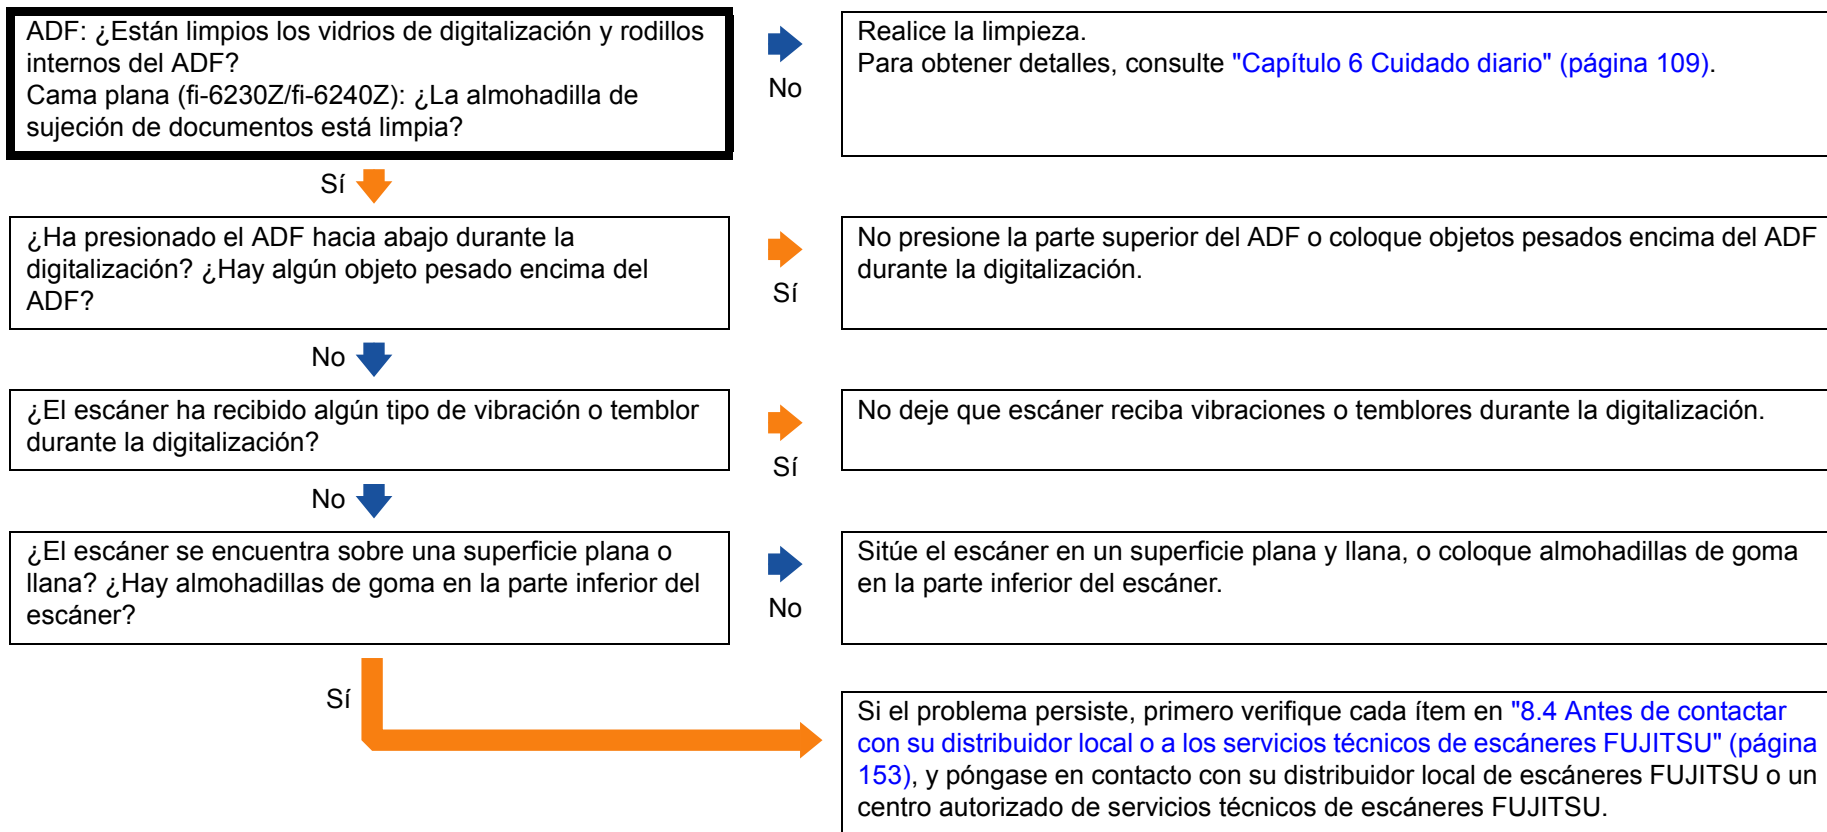 ADF: ¿Están limpios los vidrios de digitalización y rodillos
internos del ADF?
Cama plana (fi-6230Z/fi-6240Z): ¿La almohadilla de
sujeción de documentos está limpia?
No
Realice la limpieza.
Para obtener detalles, consulte "Capítulo 6 Cuidado diario" (página 109).
Sí
¿Ha presionado el ADF hacia abajo durante la
digitalización? ¿Hay algún objeto pesado encima del
ADF?
Sí
No presione la parte superior del ADF o coloque objetos pesados encima del ADF
durante la digitalización.
No
¿El escáner ha recibido algún tipo de vibración o temblor
durante la digitalización?
Sí
No deje que escáner reciba vibraciones o temblores durante la digitalización.
No
¿El escáner se encuentra sobre una superficie plana o
llana? ¿Hay almohadillas de goma en la parte inferior del
escáner?
No
Sitúe el escáner en un superficie plana y llana, o coloque almohadillas de goma
en la parte inferior del escáner.
Sí
Si el problema persiste, primero verifique cada ítem en "8.4 Antes de contactar
con su distribuidor local o a los servicios técnicos de escáneres FUJITSU" (página
153), y póngase en contacto con su distribuidor local de escáneres FUJITSU o un
centro autorizado de servicios técnicos de escáneres FUJITSU.